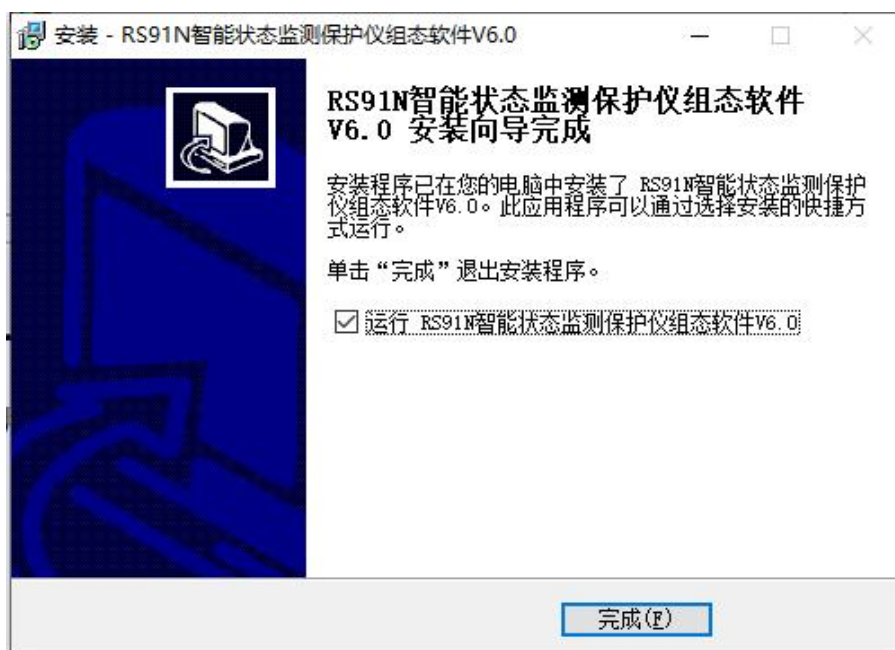 安装 - RS91N智能状态监测保护仪组态软件V6.0
RS91N智能状态监测保护仪组态软件
V6.0 安装向导完成
安装程序已在您的电脑中安装了 RS91N智能状态监测保护
仪组态软件V6.0。此应用程序可以通过选择安装的快捷方
式运行。
单击“完成”退出安装程序。
运行 RS91N智能状态监测保护仪组态软件V6.0
完成(F)